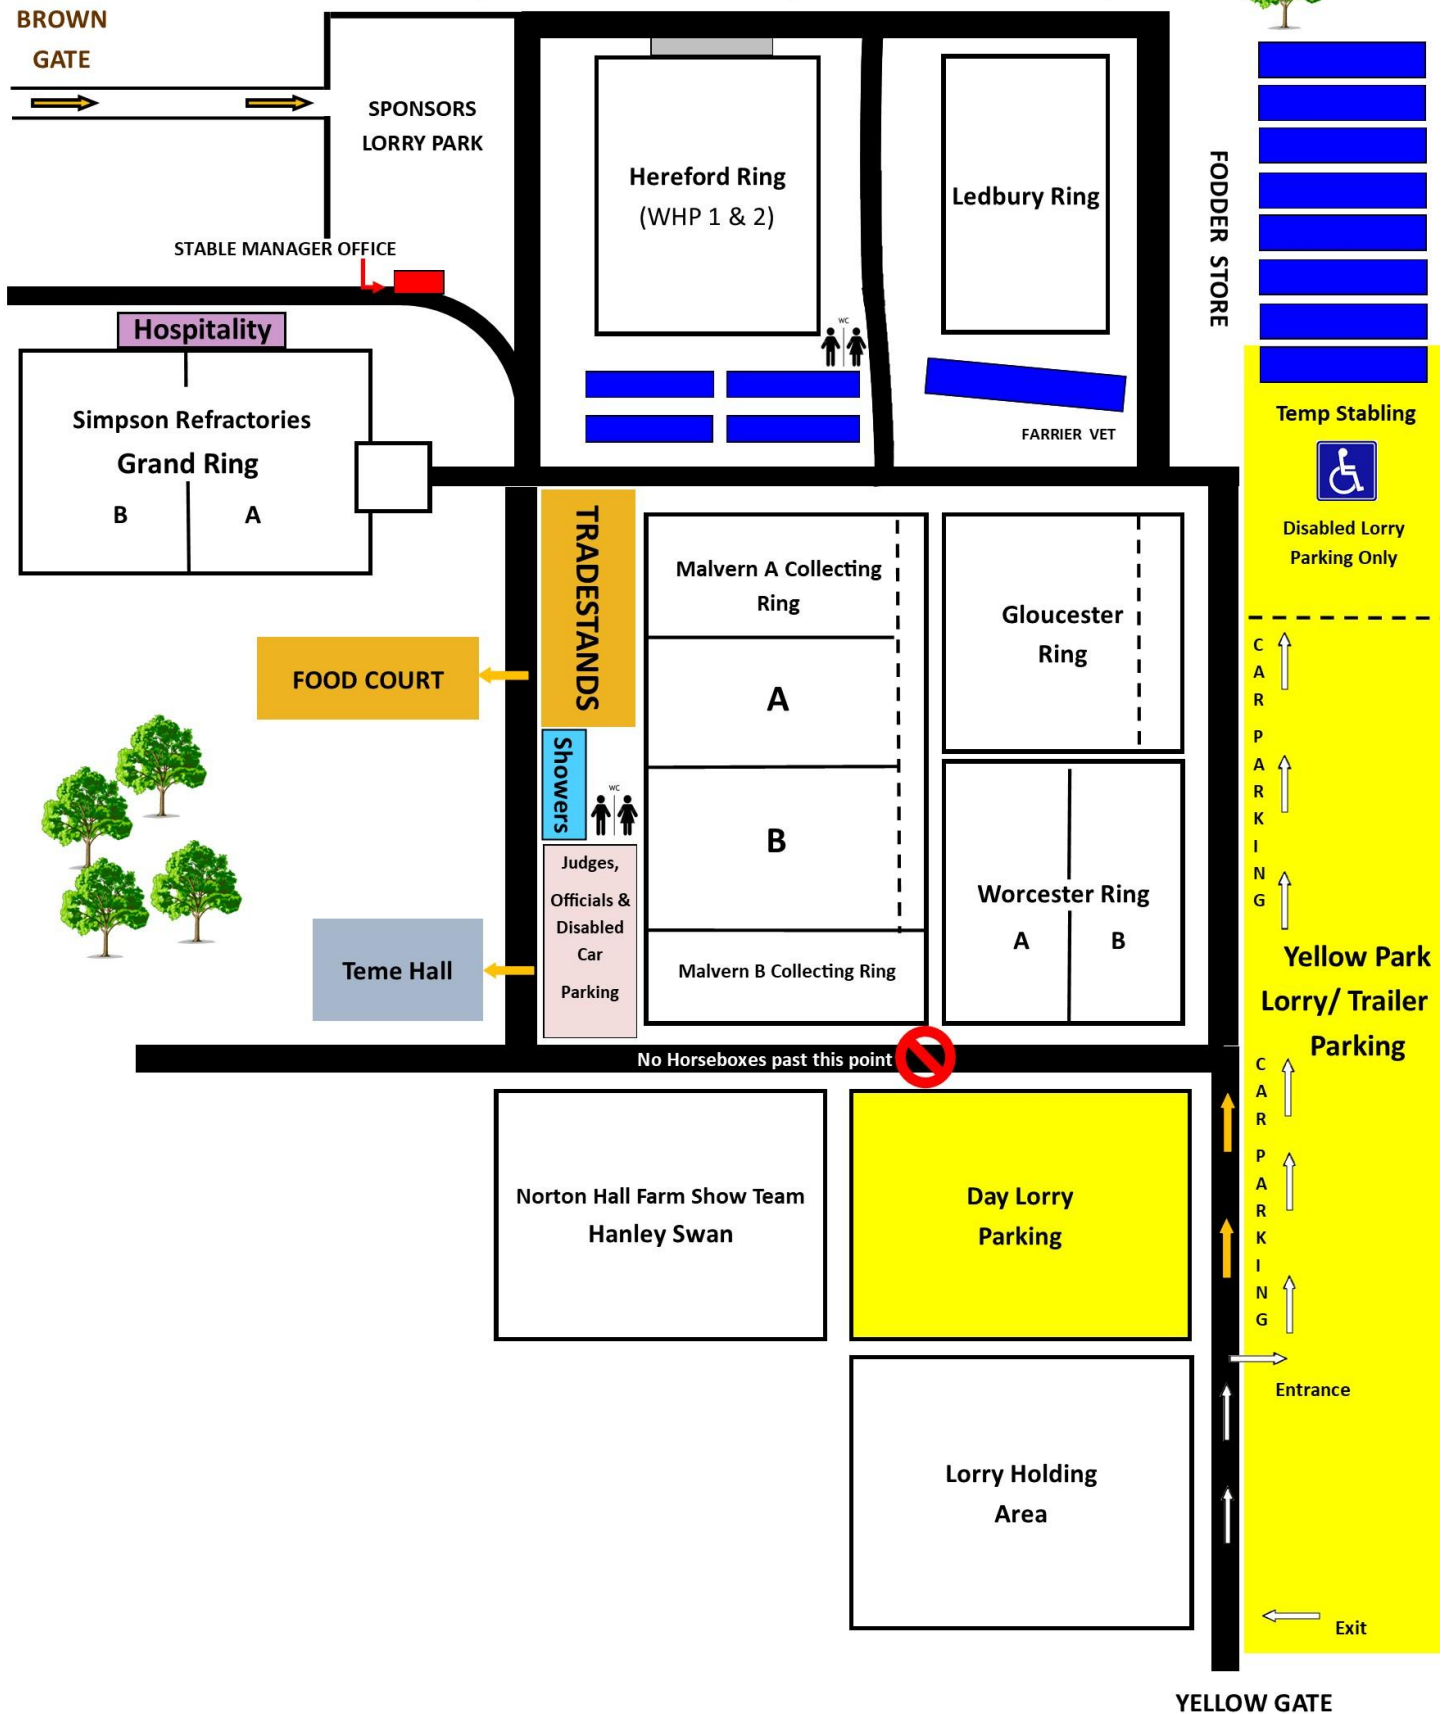 BROWN
GATE
SPONSORS
LORRY PARK
STABLE MANAGER OFFICE
Hereford Ring
(WHP 1 & 2)
Ledbury Ring
FODDER STORE
WC
Hospitality
Simpson Refractories
Grand Ring
B
A
FARRIER VET
Temp Stabling
Disabled Lorry
Parking Only
TRADESTANDS
Malvern A Collecting
Ring
A
B
Malvern B Collecting Ring
Gloucester
Ring
FOOD COURT
Showers
WC
Judges,
Officials &
Disabled
Car
Parking
Worcester Ring
A
B
Teme Hall
CAR PARKING
Yellow Park
Lorry/ Trailer
Parking
No Horseboxes past this point
CAR PARKING
Norton Hall Farm Show Team
Hanley Swan
Day Lorry
Parking
Entrance
Lorry Holding
Area
Exit
YELLOW GATE